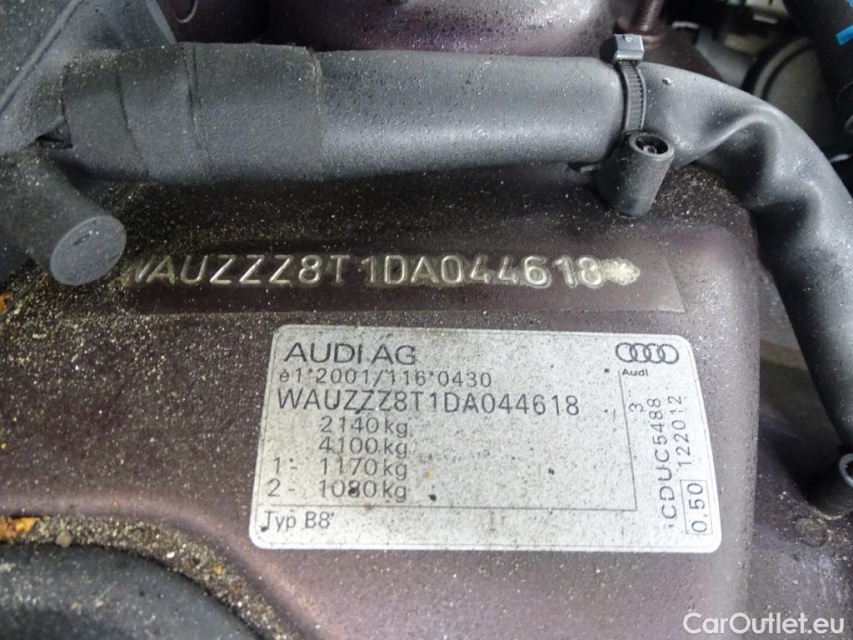 WAUZZZ8T1DA044618
AUDI AG
Audi
e1*2001/116*0430
WAUZZZ8T1DA044618
2140 kg
4100 kg
1 - 1170 kg
2 - 1080 kg
Typ B8
3
CDUC5488
122012
0,50
CarOutlet.eu